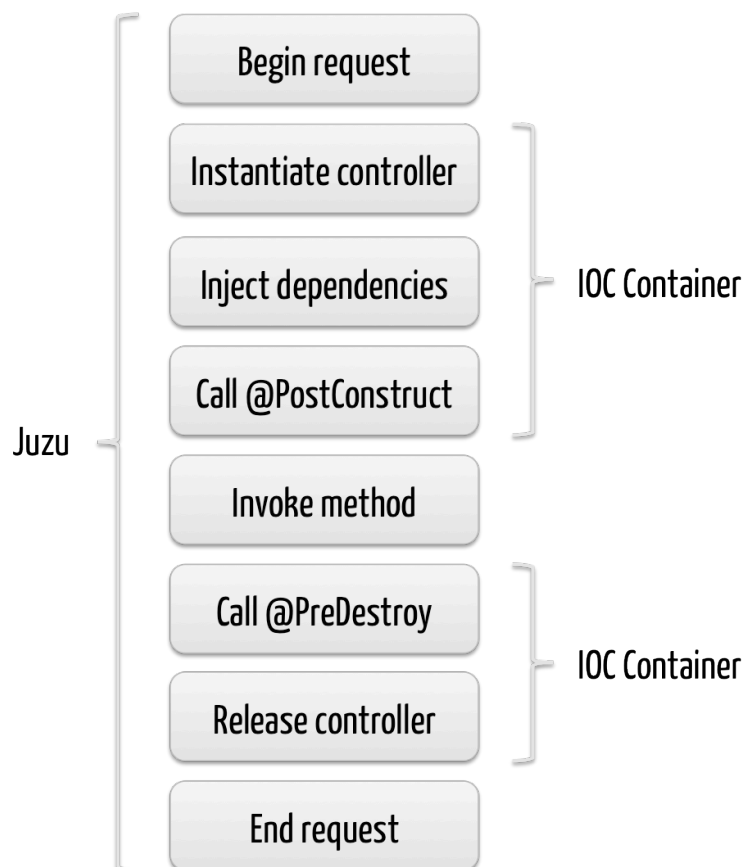 Begin request
Instantiate controller
Inject dependencies
IOC Container
Call @PostConstruct
Juzu
Invoke method
Call @PreDestroy
IOC Container
Release controller
End request